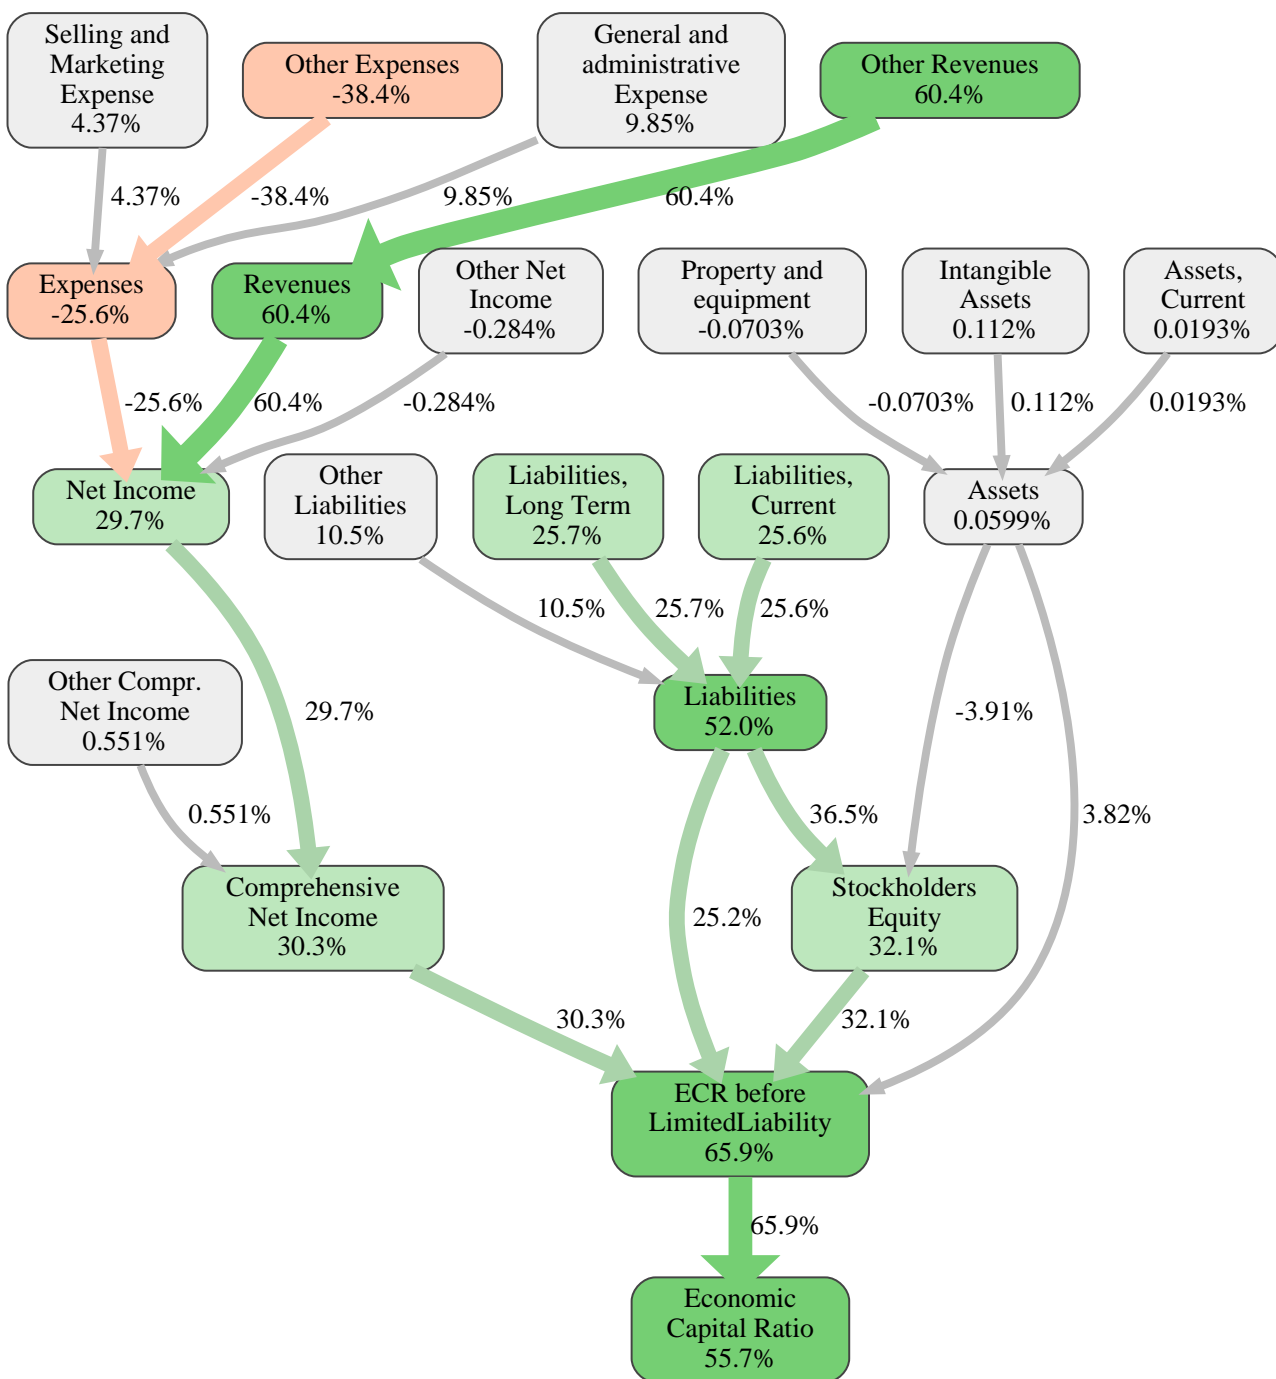 Selling and
Marketing
Expense
4.37%
Other Expenses
-38.4%
General and
administrative
Expense
9.85%
Other Revenues
60.4%
4.37%
-38.4%
9.85%
60.4%
Expenses
-25.6%
Revenues
60.4%
Other Net
Income
-0.284%
Property and
equipment
-0.0703%
Intangible
Assets
0.112%
Assets,
Current
0.0193%
-25.6%
60.4%
-0.284%
-0.0703%
0.112%
0.0193%
Net Income
29.7%
Other
Liabilities
10.5%
Liabilities,
Long Term
25.7%
Liabilities,
Current
25.6%
Assets
0.0599%
10.5%
25.7%
25.6%
Other Compr.
Net Income
0.551%
29.7%
Liabilities
52.0%
-3.91%
0.551%
36.5%
3.82%
Comprehensive
Net Income
30.3%
25.2%
Stockholders
Equity
32.1%
30.3%
32.1%
ECR before
LimitedLiability
65.9%
65.9%
Economic
Capital Ratio
55.7%